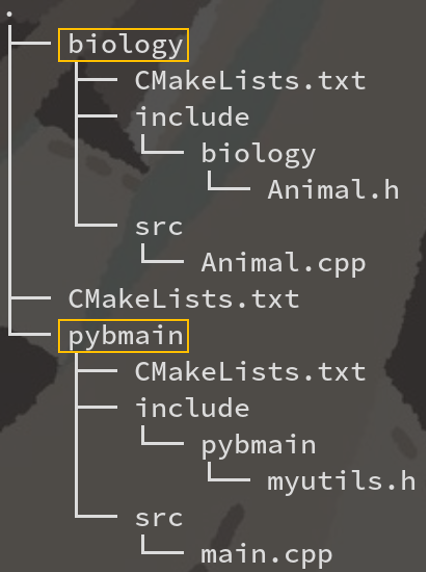 .
biology
CMakeLists.txt
include
biology
Animal.h
src
Animal.cpp
CMakeLists.txt
pybmain
CMakeLists.txt
include
pybmain
myutils.h
src
main.cpp